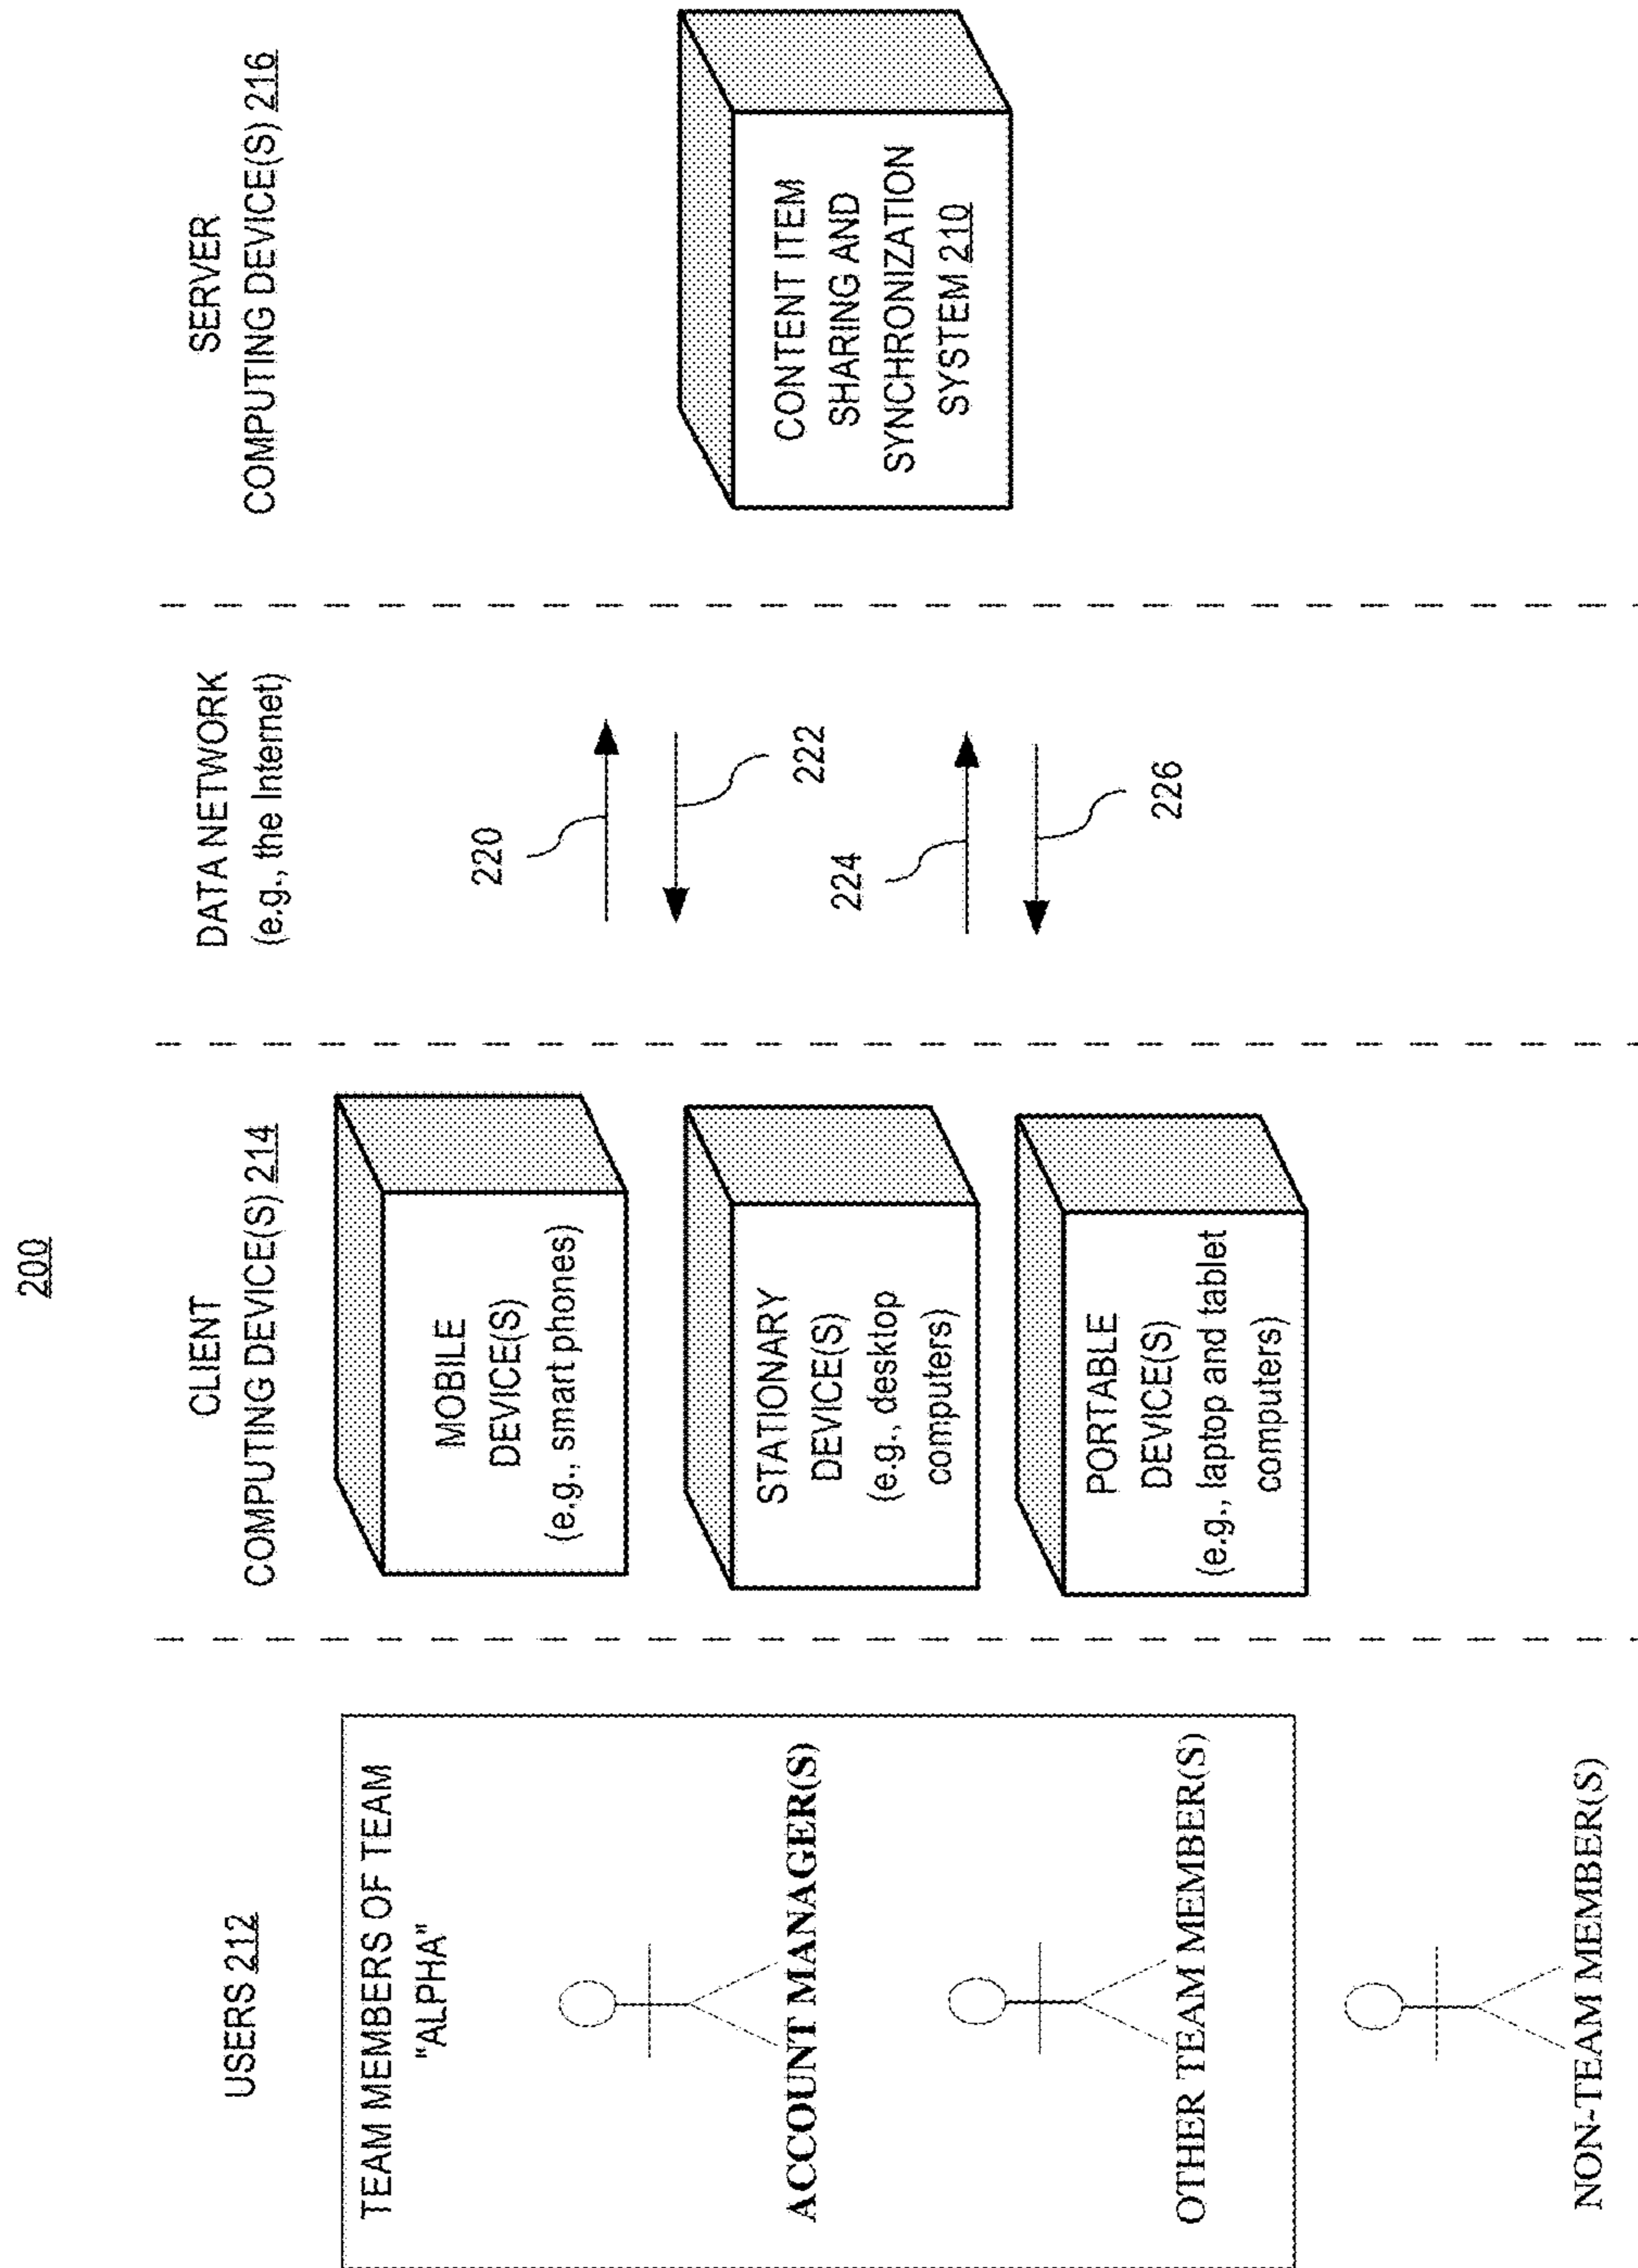 200
USERS 212
TEAM MEMBERS OF TEAM
"ALPHA"
ACCOUNT MANAGER(S)
OTHER TEAM MEMBER(S)
NON-TEAM MEMBER(S)
CLIENT
COMPUTING DEVICE(S) 214
MOBILE
DEVICE(S)
(e.g., smart phones)
STATIONARY
DEVICE(S)
(e.g., desktop
computers)
PORTABLE
DEVICE(S)
(e.g., laptop and tablet
computers)
DATA NETWORK
(e.g., the Internet)
220
222
224
226
SERVER
COMPUTING DEVICE(S) 216
CONTENT ITEM
SHARING AND
SYNCHRONIZATION
SYSTEM 210